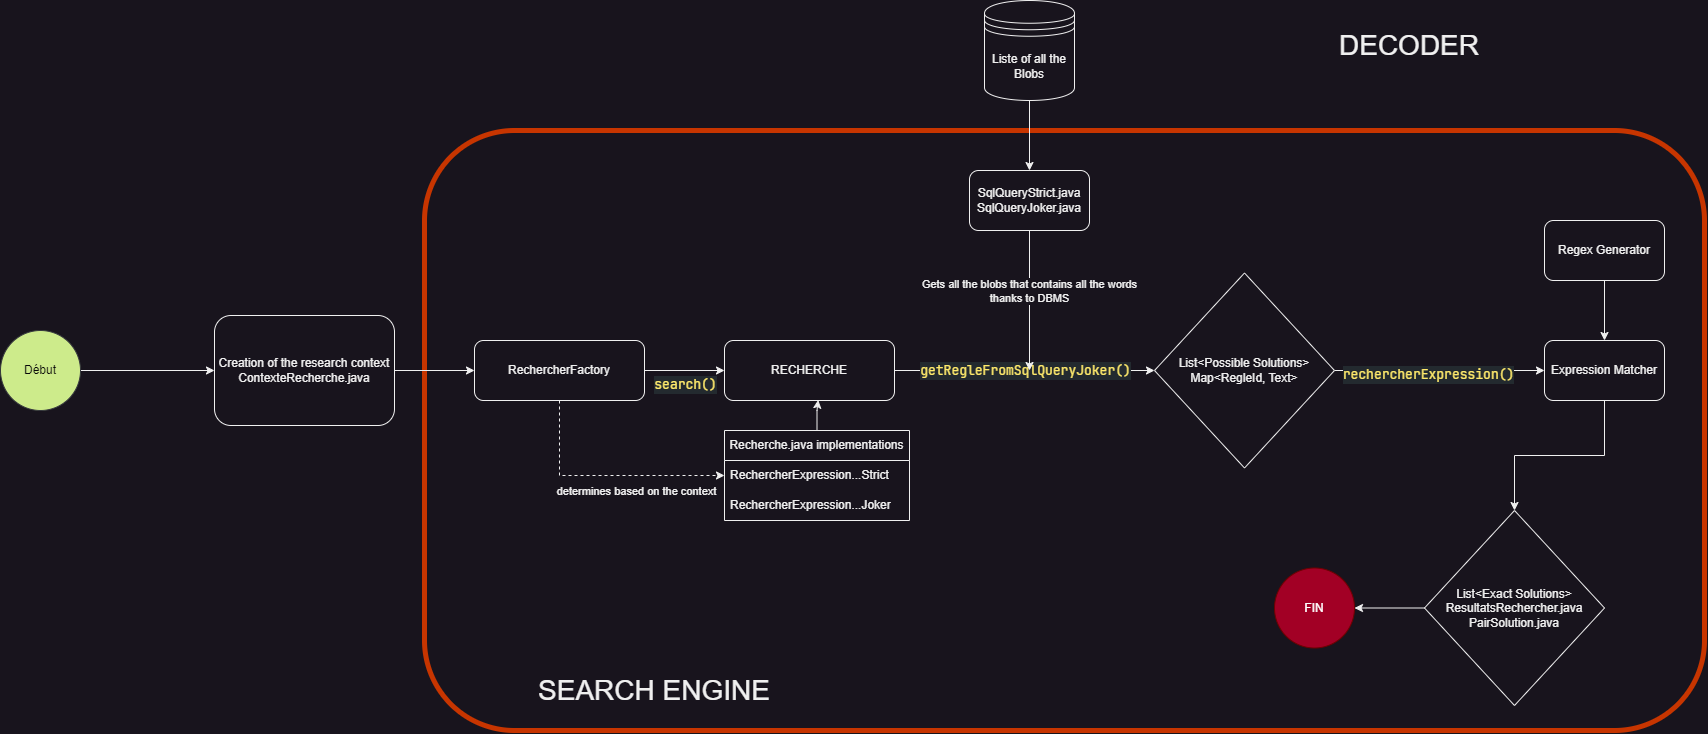 Liste of all the
Blobs
DECODER
SqlQueryStrict.java
SqlQueryJoker.java
Regex Generator
Gets all the blobs that contains all the words
thanks to DBMS
Début
Creation of the research context
ContexteRecherche.java
RechercherFactory
search()
RECHERCHE
getRegleFromSqlQueryJoker()
List<Possible Solutions>
Map<RegleId, Text>
rechercherExpression()
Expression Matcher
Recherche.java implementations
RechercherExpression...Strict
determines based on the context
RechercherExpression...Joker
List<Exact Solutions>
ResultatsRechercher.java
PairSolution.java
FIN
SEARCH ENGINE